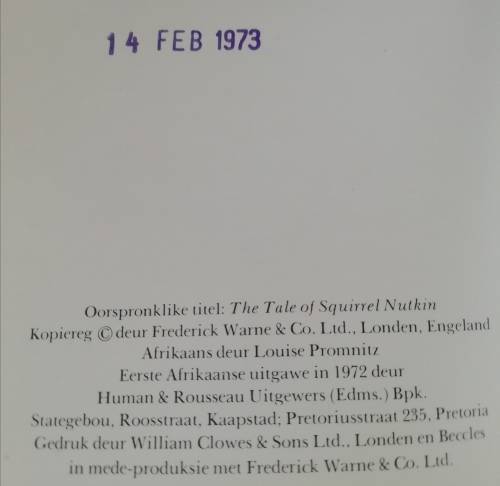 14 FEB 1973
Oorspronklike titel: The Tale of Squirrel Nutkin
Kopiereg © deur Frederick Warne & Co. Ltd., Londen, Engeland
Afrikaans deur Louise Promnitz
Eerste Afrikaanse uitgawe in 1972 deur
Human & Rousseau Uitgewers (Edms.) Bpk.
Stategebou, Roosstraat, Kaapstad; Pretoriusstraat 235, Pretoria
Gedruk deur William Clowes & Sons Ltd., Londen en Beccles
in mede-produksie met Frederick Warne & Co. Ltd.